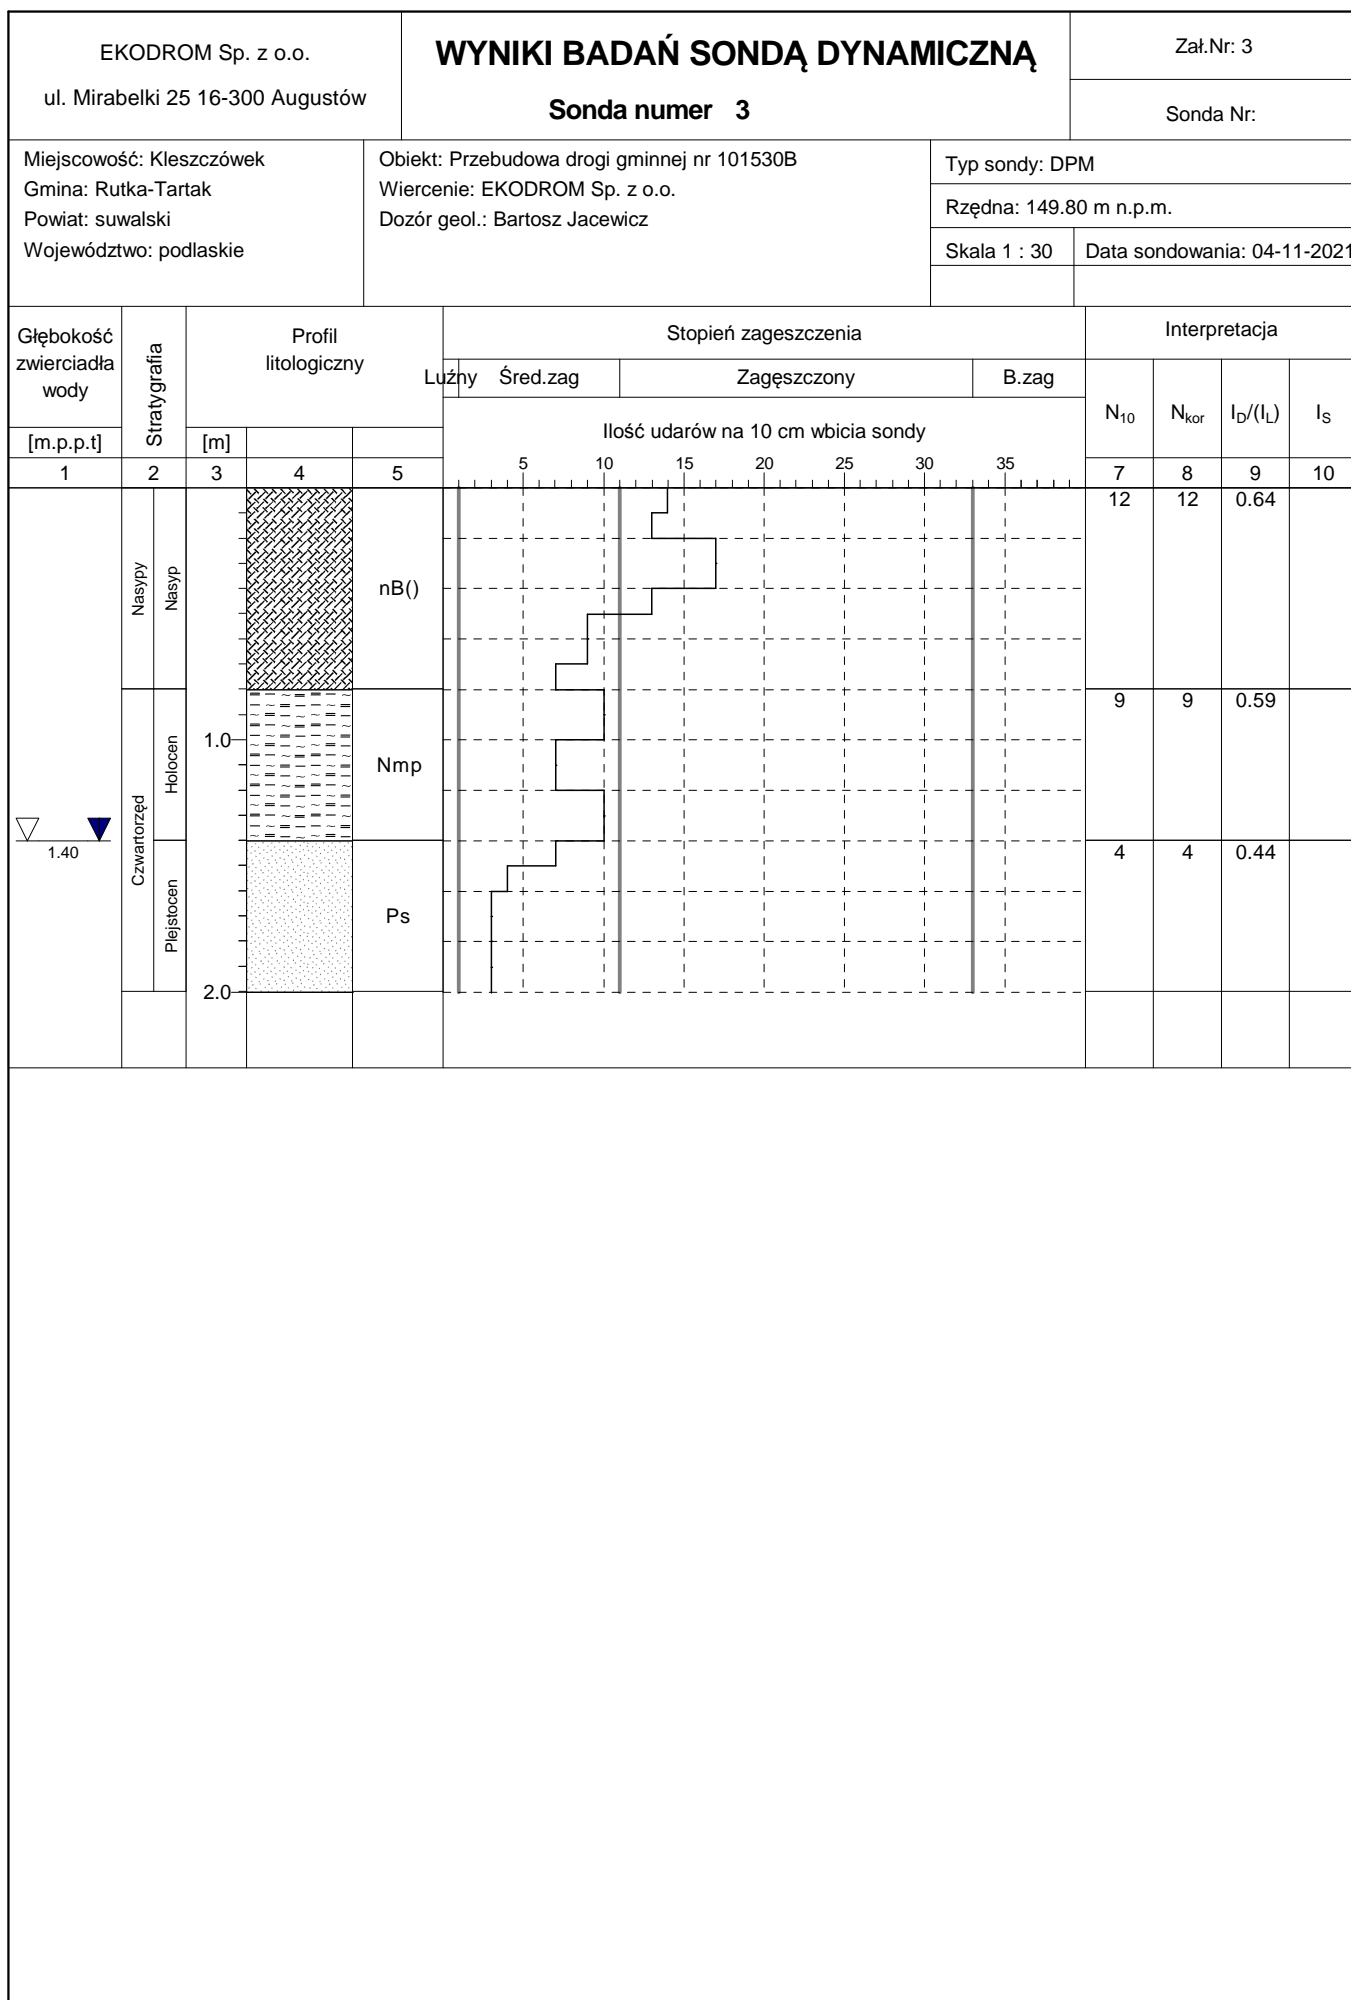 EKODROM Sp. z o.o.
ul. Mirabelki 25 16-300 Augustów
WYNIKI BADAŃ SONDĄ DYNAMICZNĄ
Sonda numer 3
Zał.Nr: 3
Sonda Nr:
Miejscowość: Kleszczówek
Gmina: Rutka-Tartak
Powiat: suwalski
Województwo: podlaskie
Obiekt: Przebudowa drogi gminnej nr 101530B
Wiercenie: EKODROM Sp. z o.o.
Dozór geol.: Bartosz Jacewicz
Typ sondy: DPM
Rzędna: 149.80 m n.p.m.
Skala 1 : 30
Data sondowania: 04-11-2021
Głębokość
zwierciadła
wody
[m.p.p.t]
Stratygrafia
Profil
litologiczny
[m]
Stopień zageszczenia
Luźny Śred.zag Zagęszczony B.zag
Ilość udarów na 10 cm wbicia sondy
5 10 15 20 25 30 35
Interpretacja
N10 Nkor ID/(IL) IS
1 2 3 4 5 7 8 9 10
Nasypy
Nasyp
nB()
12 12 0.64
Czwartorzęd
Holocen
1.0
Nmp
9 9 0.59
1.40
Plejstocen
Ps
4 4 0.44
2.0